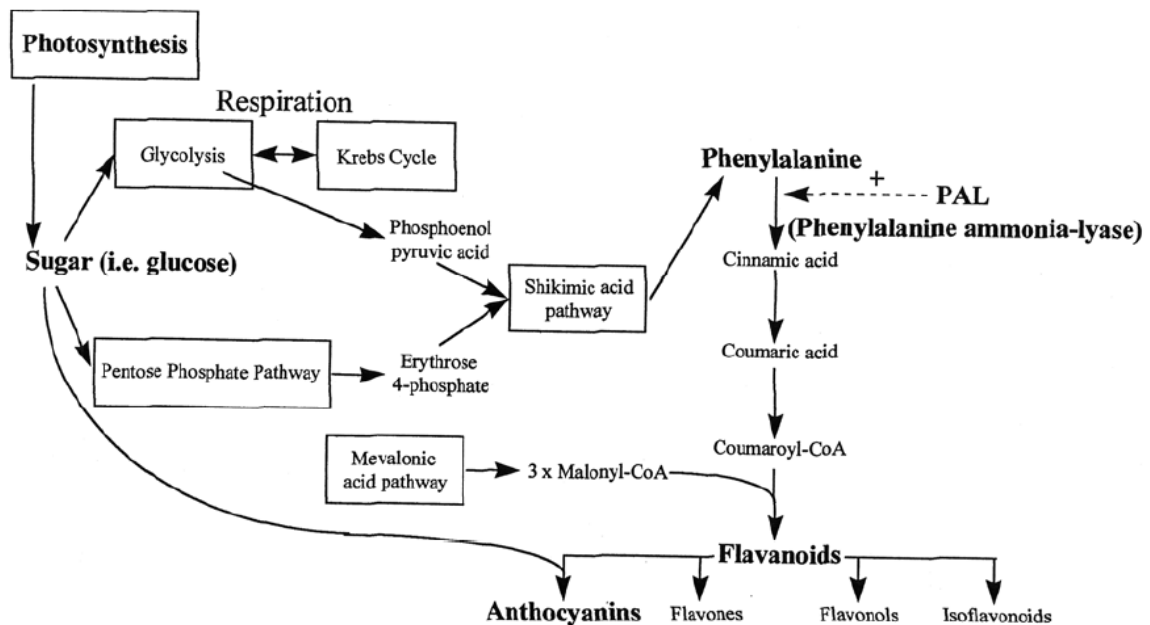 Photosynthesis
Respiration
Glycolysis
Krebs Cycle
Phenylalanine
+
PAL
(Phenylalanine ammonia-lyase)
Phosphoenol
pyruvic acid
Sugar (i.e. glucose)
Cinnamic acid
Shikimic acid
pathway
Coumaric acid
Pentose Phosphate Pathway
Erythrose
4-phosphate
Coumaroyl-CoA
Mevalonic
acid pathway
3 x Malonyl-CoA
Flavanoids
Anthocyanins
Flavones
Flavonols
Isoflavonoids